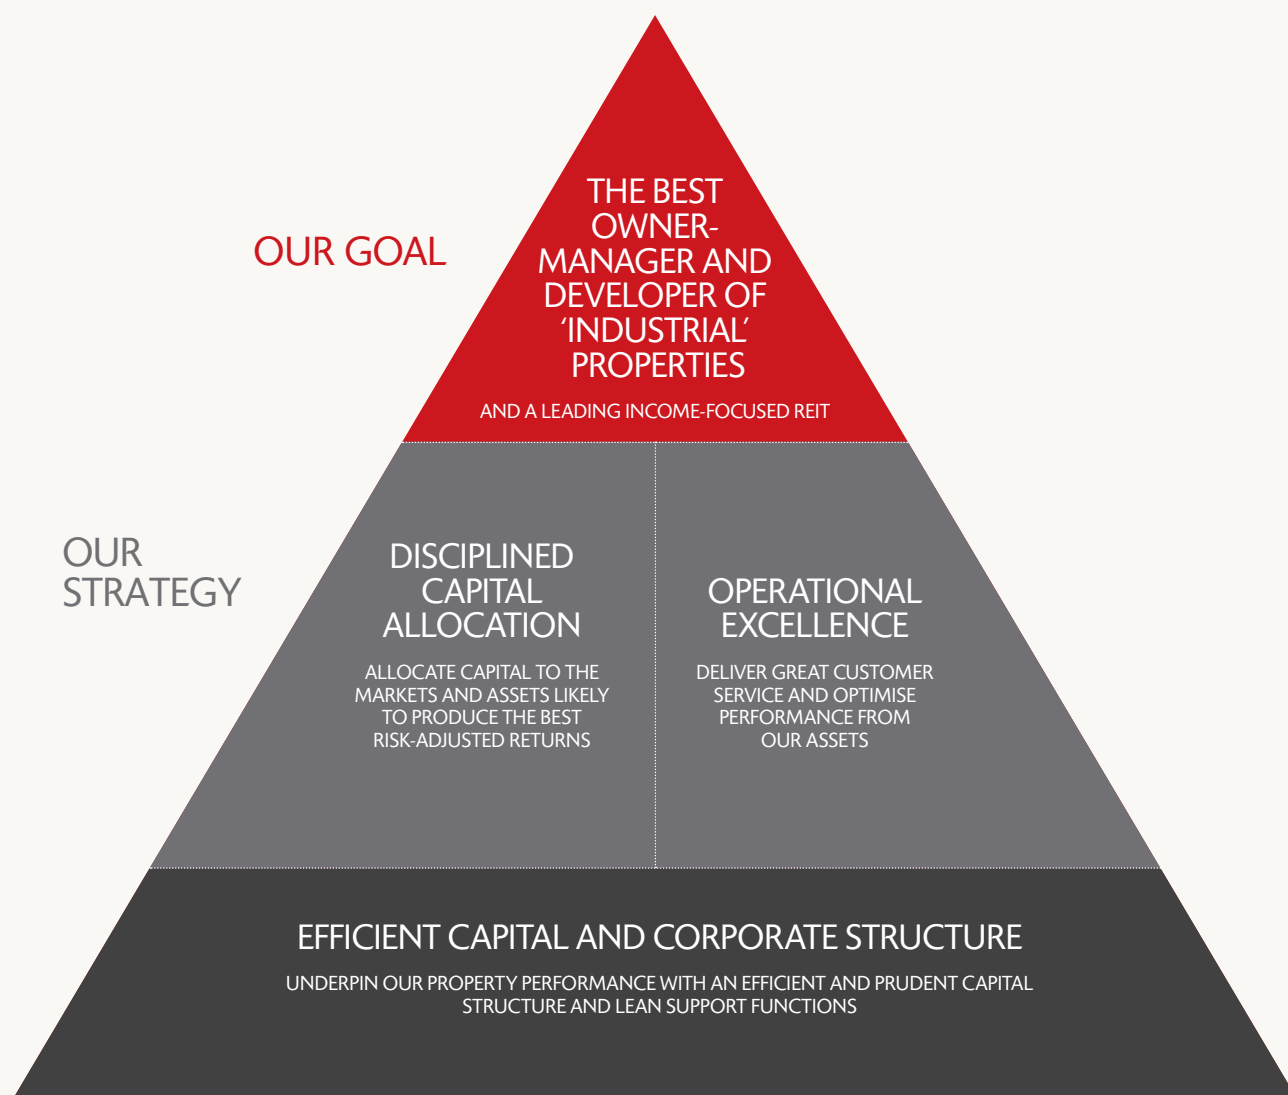 OUR GOAL
THE BEST
OWNER-
MANAGER AND
DEVELOPER OF
‘INDUSTRIAL’
PROPERTIES
AND A LEADING INCOME-FOCUSED REIT
OUR
STRATEGY
DISCIPLINED
CAPITAL
ALLOCATION
ALLOCATE CAPITAL TO THE
MARKETS AND ASSETS LIKELY
TO PRODUCE THE BEST
RISK-ADJUSTED RETURNS
OPERATIONAL
EXCELLENCE
DELIVER GREAT CUSTOMER
SERVICE AND OPTIMISE
PERFORMANCE FROM
OUR ASSETS
EFFICIENT CAPITAL AND CORPORATE STRUCTURE
UNDERPIN OUR PROPERTY PERFORMANCE WITH AN EFFICIENT AND PRUDENT CAPITAL
STRUCTURE AND LEAN SUPPORT FUNCTIONS